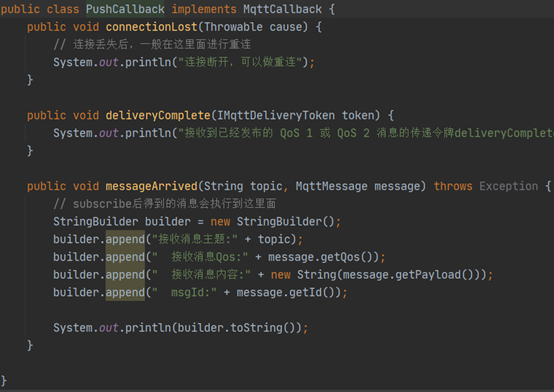 public class PushCallback implements MqttCallback {
    public void connectionLost(Throwable cause) {
        // 连接丢失后，一般在这里面进行重连
        System.out.println("连接断开，可以做重连");
    }

    public void deliveryComplete(IMqttDeliveryToken token) {
        System.out.println("接收到已经发布的 QoS 1 或 QoS 2 消息的传递令牌deliveryComplet
    }

    public void messageArrived(String topic, MqttMessage message) throws Exception {
        // subscribe后得到的消息会执行到这里面
        StringBuilder builder = new StringBuilder();
        builder.append("接收消息主题:" + topic);
        builder.append("  接收消息Qos:" + message.getQos());
        builder.append("  接收消息内容:" + new String(message.getPayload()));
        builder.append("  msgId:" + message.getId());

        System.out.println(builder.toString());
    }

}